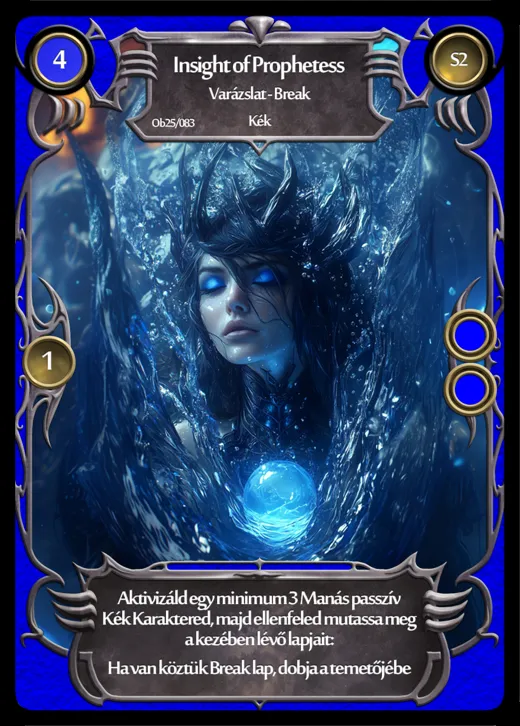 4
Insight of Prophetess
S2
Varázslat - Break
Ob25/083
Kék
1
Aktivizáld egy minimum 3 Manás passzív
Kék Karaktered, majd ellenfeled mutassa meg
a kezében lévő lapjait:
Ha van köztük Break lap, dobja a temetőjébe